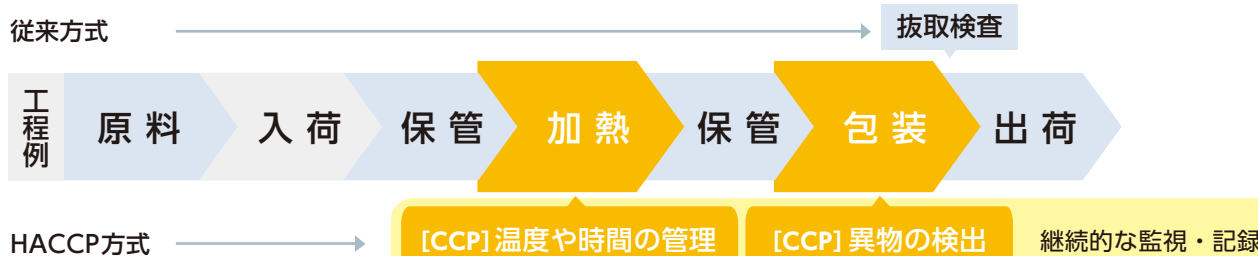 従来方式
抜取検査
工程例
原料
入荷
保管
加熱
保管
包装
出荷
HACCP方式
[CCP]温度や時間の管理
[CCP]異物の検出
継続的な監視・記録